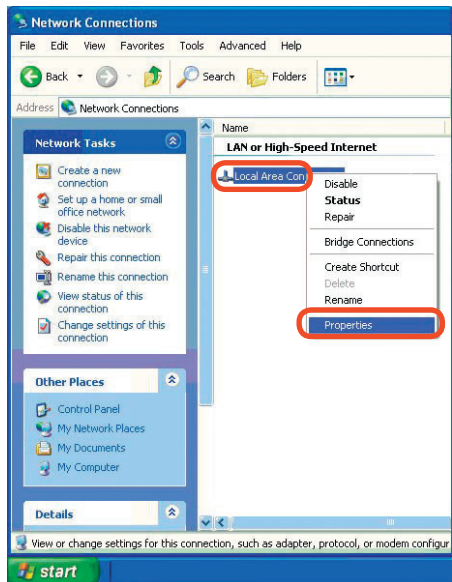 Network Connections
File Edit View Favorites Tools Advanced Help
Back Search Folders
Address Network Connections
Network Tasks
Create a new
connection
Set up a home or small
office network
Disable this network
device
Repair this connection
Rename this connection
View status of this
connection
Change settings of this
connection
Other Places
Control Panel
My Network Places
My Documents
My Computer
Details
Name
LAN or High-Speed Internet
Local Area Con
Disable
Status
Repair
Bridge Connections
Create Shortcut
Delete
Rename
Properties
View or change settings for this connection, such as adapter, protocol, or modem configur
start